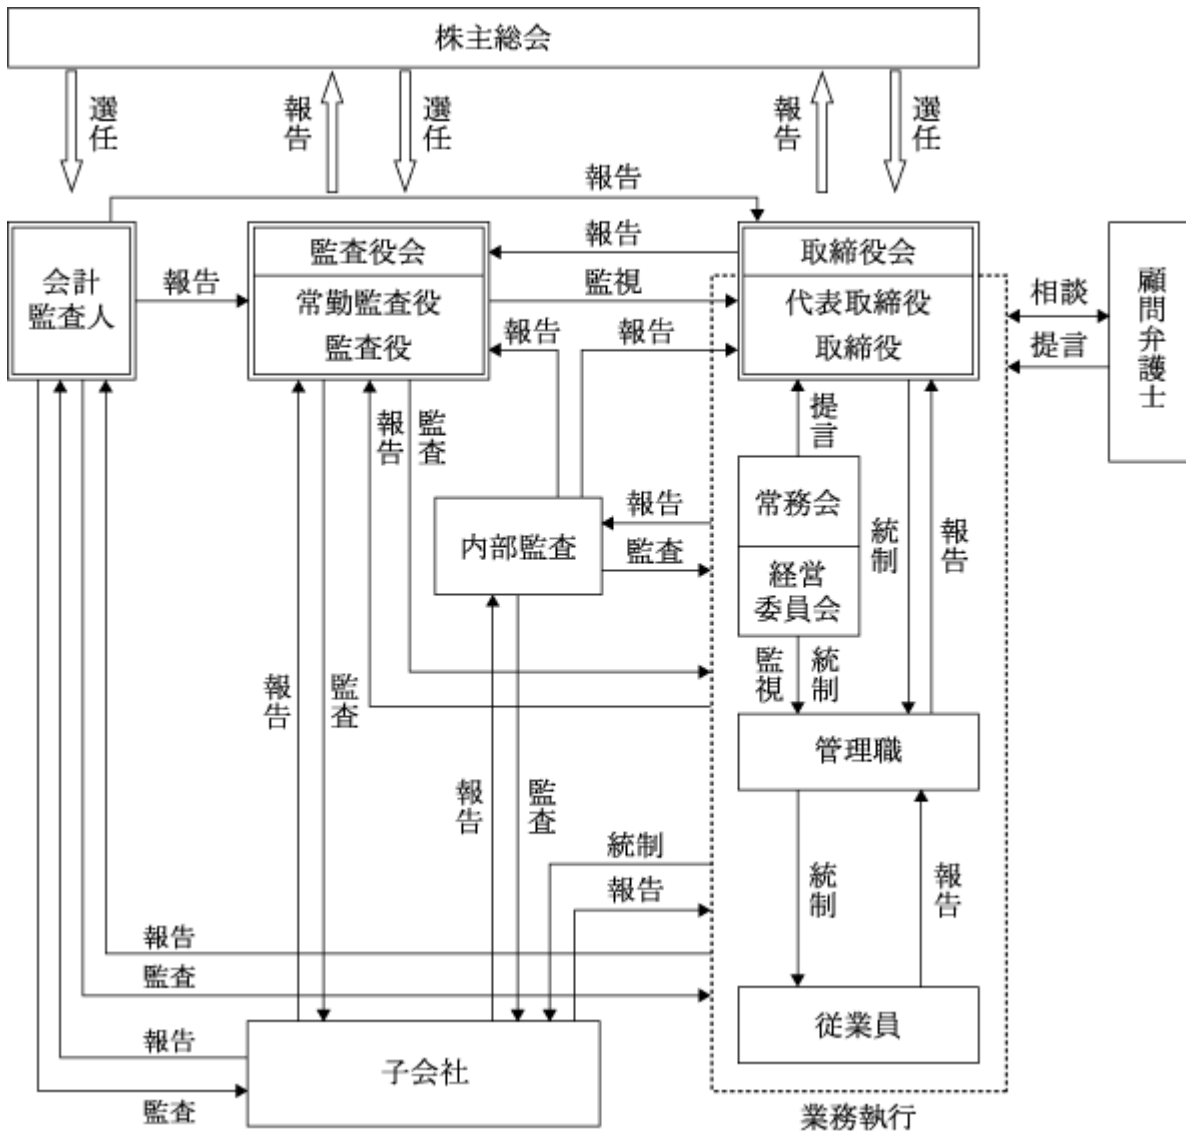 株主総会
選任
報告
選任
報告
選任
報告
会計
監査人
報告
監査役会
常勤監査役
監査役
報告
監視
報告
報告
取締役会
代表取締役
取締役
相談
提言
顧問弁護士
報告
監査
提言
内部監査
報告
監査
常務会
経営
委員会
統制
報告
監視
統制
報告
監査
管理職
報告
監査
統制
報告
統制
報告
報告
監査
従業員
報告
監査
子会社
業務執行